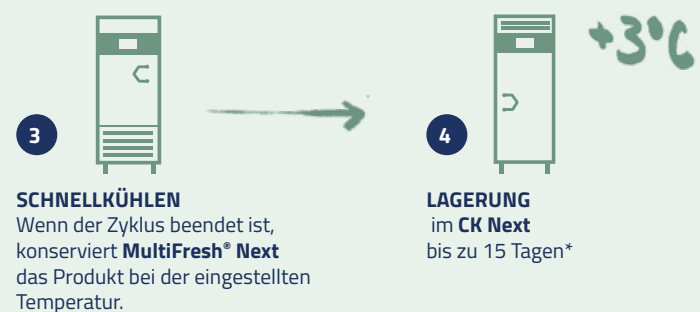 +3°C
3
SCHNELLKÜHLEN
Wenn der Zyklus beendet ist,
konserviert MultiFresh® Next
das Produkt bei der eingestellten
Temperatur.
4
LAGERUNG
im CK Next
bis zu 15 Tagen*